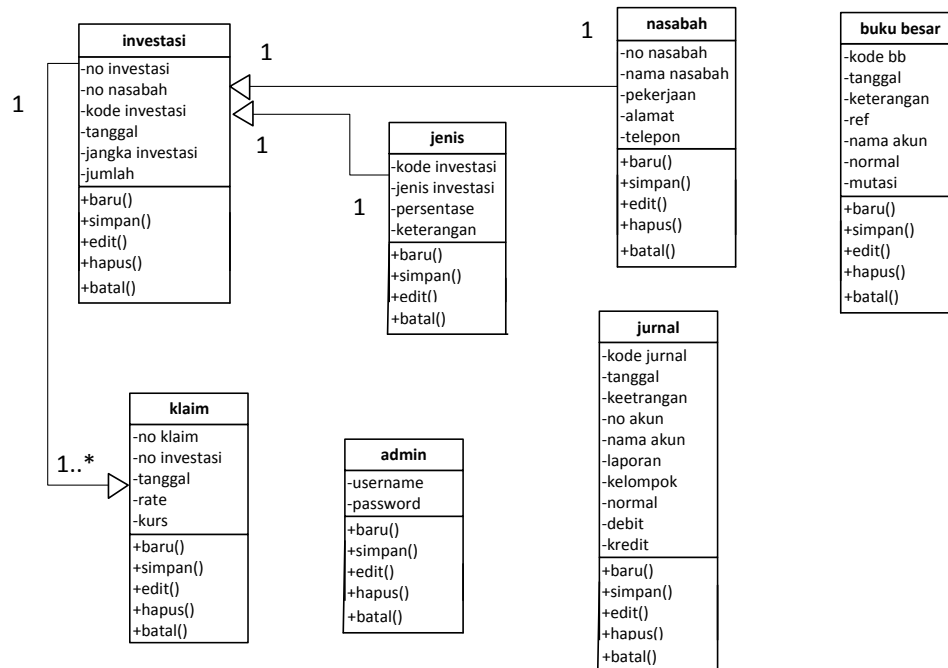 investasi
-no investasi
-no nasabah
-kode investasi
-tanggal
-jangka investasi
-jumlah
+baru()
+simpan()
+edit()
+hapus()
+batal()
1
1
1
nasabah
-no nasabah
-nama nasabah
-pekerjaan
-alamat
-telepon
+baru()
+simpan()
+edit()
+hapus()
+batal()
buku besar
-kode bb
-tanggal
-keterangan
-ref
-nama akun
-normal
-mutasi
+baru()
+simpan()
+edit()
+hapus()
+batal()
1
1
jenis
-kode investasi
-jenis investasi
-persentase
-keterangan
+baru()
+simpan()
+edit()
+batal()
1..*
klaim
-no klaim
-no investasi
-tanggal
-rate
-kurs
+baru()
+simpan()
+edit()
+hapus()
+batal()
admin
-username
-password
+baru()
+simpan()
+edit()
+hapus()
+batal()
jurnal
-kode jurnal
-tanggal
-keetrangan
-no akun
-nama akun
-laporan
-kelompok
-normal
-debit
-kredit
+baru()
+simpan()
+edit()
+hapus()
+batal()